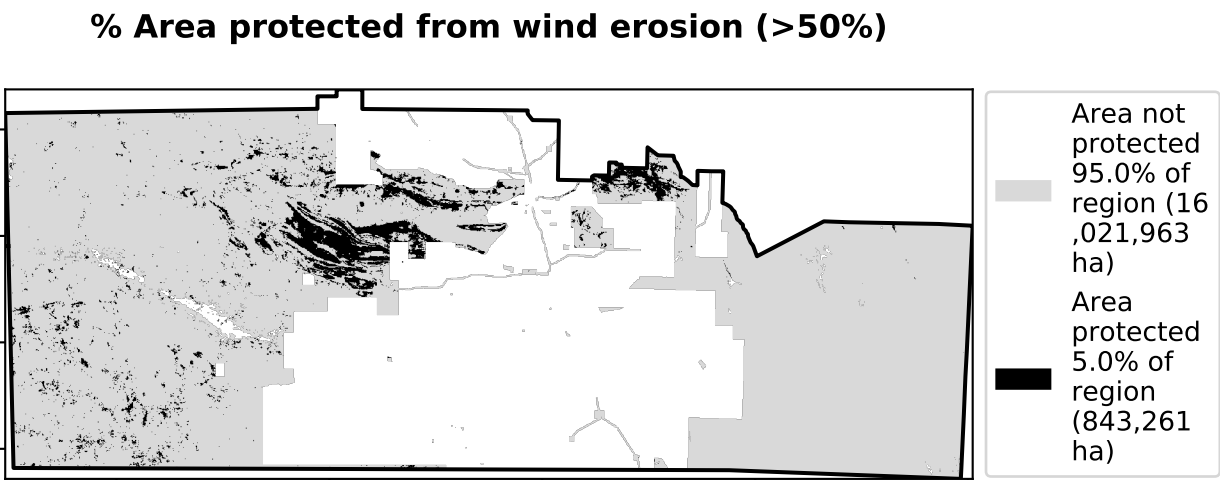 % Area protected from wind erosion (>50%)
Area not
protected
95.0% of
region (16
,021,963
ha)
Area
protected
5.0% of
region
(843,261
ha)